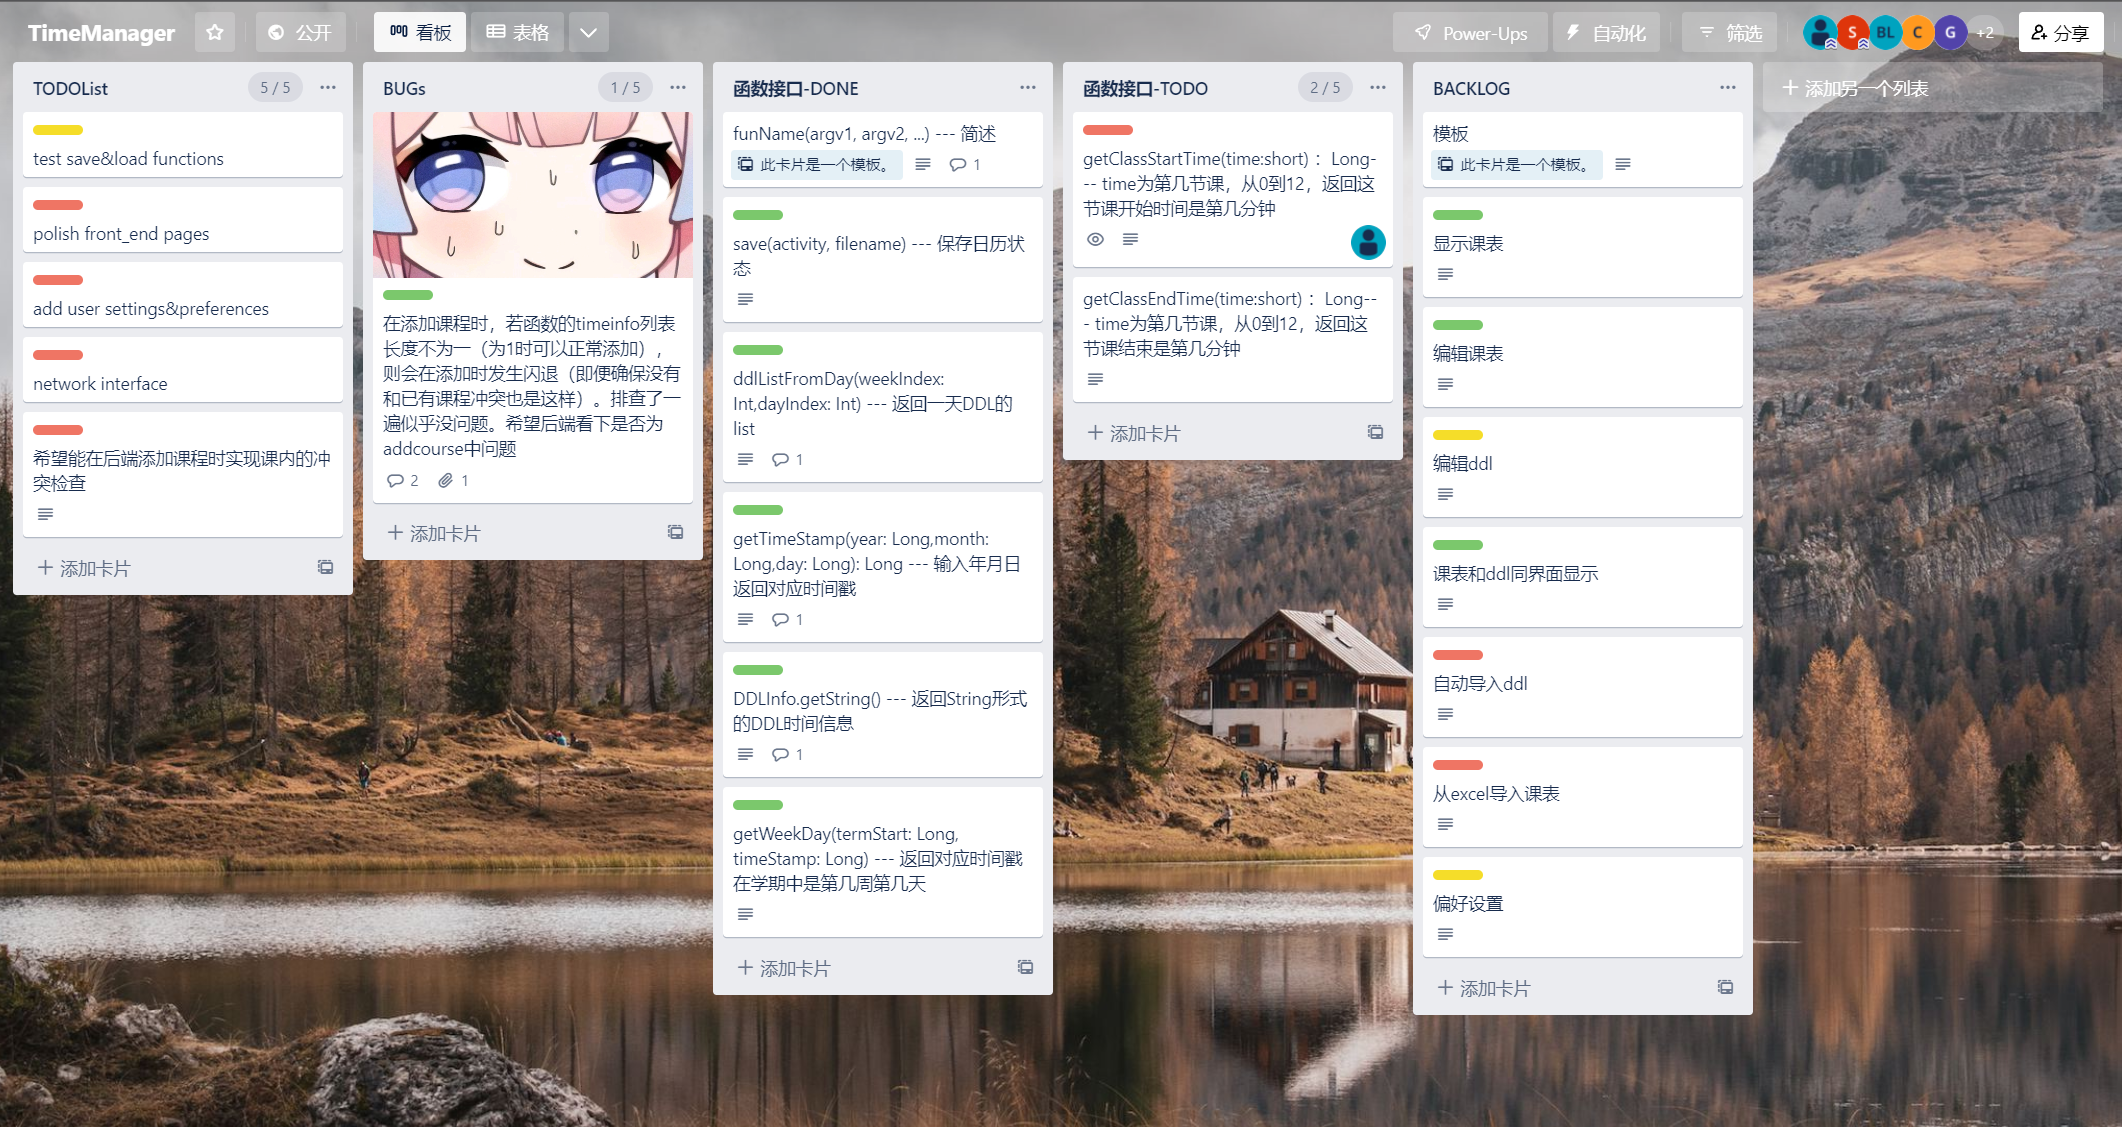 TimeManager
公开
看板
表格
Power-Ups
自动化
筛选
S
BL
C
G
+2
分享
TODOList
5 / 5
test save&load functions
polish front_end pages
add user settings&preferences
network interface
希望能在后端添加课程时实现课内的冲
突检查
添加卡片
BUGs
1 / 5
在添加课程时，若函数的timeinfo列表
长度不为一（为1时可以正常添加），
则会在添加时发生闪退（即便确保没有
和已有课程冲突也是这样）。排查了一
遍似乎没问题。希望后端看下是否为
addcourse中问题
2
1
添加卡片
函数接口-DONE
funName(argv1, argv2, ...) --- 简述
此卡片是一个模板。
1
save(activity, filename) --- 保存日历状
态
ddlListFromDay(weekIndex:
Int,dayIndex: Int) --- 返回一天DDL的
list
1
getTimeStamp(year: Long,month:
Long,day: Long): Long --- 输入年月日
返回对应时间戳
1
DDLInfo.getString() --- 返回String形式
的DDL时间信息
1
getWeekDay(termStart: Long,
timeStamp: Long) --- 返回对应时间戳
在学期中是第几周第几天
添加卡片
函数接口-TODO
2 / 5
getClassStartTime(time:short)： Long-
-- time为第几节课，从0到12，返回这
节课开始时间是第几分钟
getClassEndTime(time:short)： Long--
- time为第几节课，从0到12，返回这
节课结束是第几分钟
添加卡片
BACKLOG
模板
此卡片是一个模板。
显示课表
编辑课表
编辑ddl
课表和ddl同界面显示
自动导入ddl
从excel导入课表
偏好设置
添加卡片
添加另一个列表